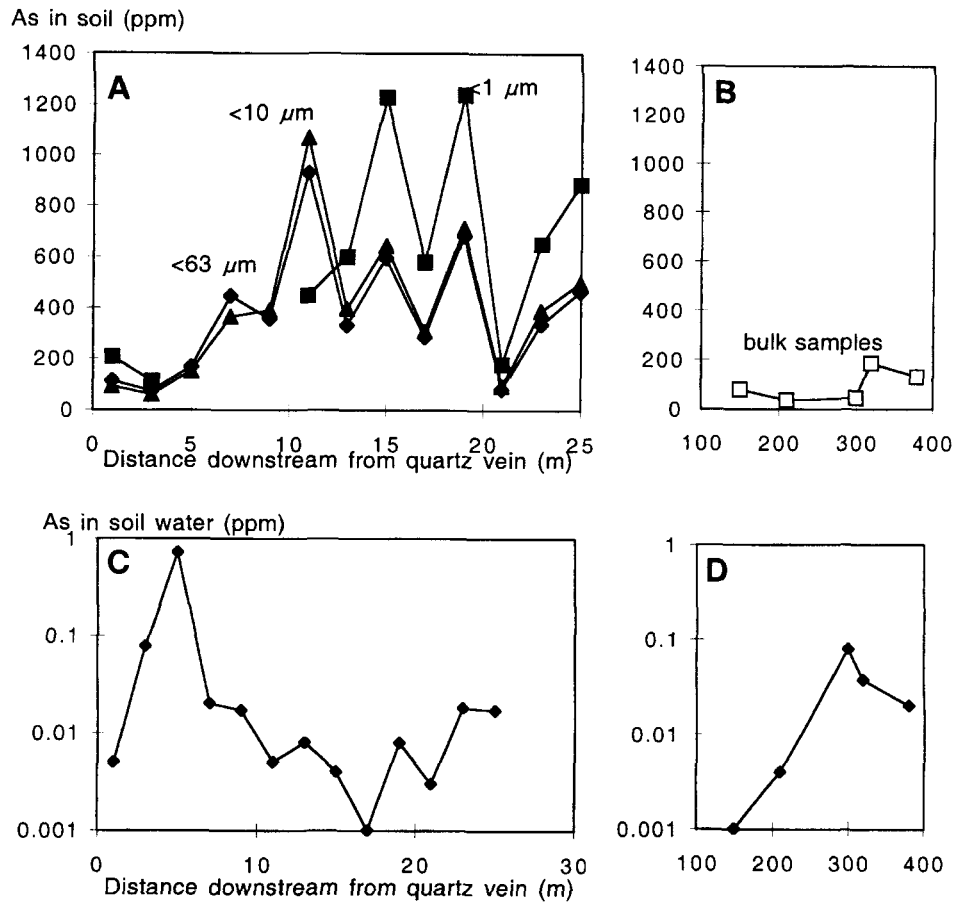 As in soil (ppm)
1400
1200
1000
800
600
400
200
0
A
<10 µm
<1 µm
<63 µm
0 5 10 15 20 25
Distance downstream from quartz vein (m)
1400
1200
1000
800
600
400
200
0
B
bulk samples
100 200 300 400
As in soil water (ppm)
1
0.1
0.01
0.001
C
0 10 20 30
Distance downstream from quartz vein (m)
1
0.1
0.01
0.001
D
100 200 300 400